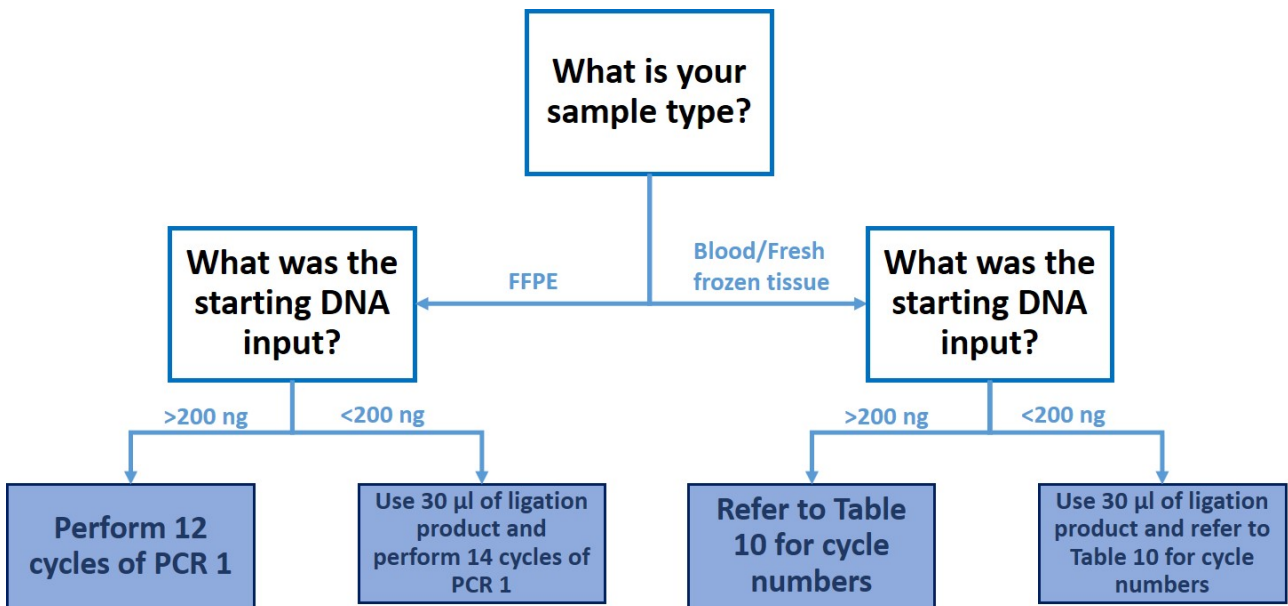 What is your
sample type?
What was the
starting DNA
input?
FFPE
Blood/Fresh
frozen tissue
What was the
starting DNA
input?
>200 ng
<200 ng
>200 ng
<200 ng
Perform 12
cycles of PCR 1
Use 30 µl of ligation
product and
perform 14 cycles of
PCR 1
Refer to Table
10 for cycle
numbers
Use 30 µl of ligation
product and refer to
Table 10 for cycle
numbers